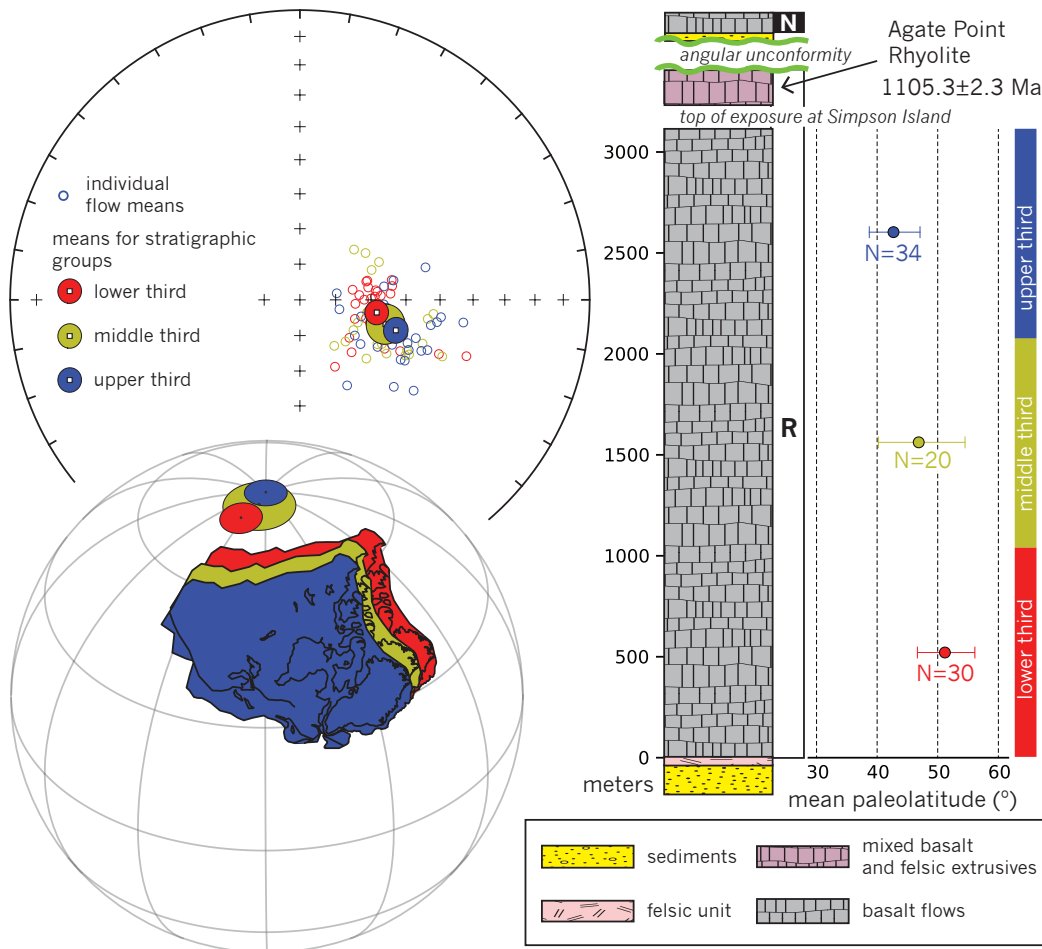 individual
flow means
means for stratigraphic
groups
lower third
middle third
upper third
N
angular unconformity
Agate Point
Rhyolite
1105.3±2.3 Ma
top of exposure at Simpson Island
3000
2500
2000
1500
1000
500
0
meters
R
N=34
N=20
N=30
30
40
50
60
mean paleolatitude (º)
upper third
middle third
lower third
sediments
mixed basalt
and felsic extrusives
felsic unit
basalt flows